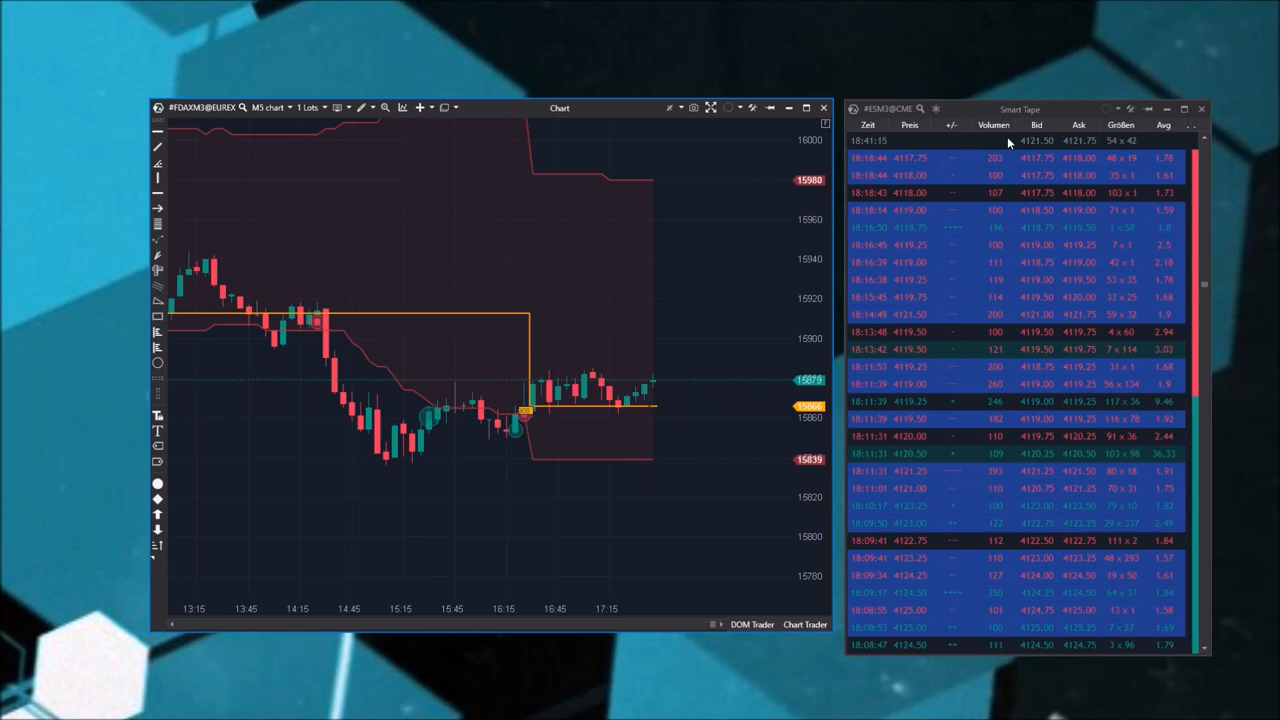 #FDAXM3@EUREX M5 chart 1 Lots Chart
16000
15980
15960
15940
15920
15900
15879
15866
15860
15839
15820
15800
15780
13:15 13:45 14:15 14:45 15:15 15:45 16:15 16:45 17:15
DOM Trader Chart Trader
#ESM3@CME Smart Tape
Zeit Preis +/- Volumen Bid Ask Größen Avg
18:41:15 4121.50 4121.75 54 x 42
18:18:44 4117.75 -- 203 4117.75 4118.00 48 x 19 1.78
18:18:44 4118.00 -- 100 4117.75 4118.00 35 x 1 1.61
18:18:43 4118.00 -- 107 4117.75 4118.00 103 x 1 1.73
18:18:14 4119.00 --- 100 4118.50 4119.00 71 x 1 1.59
18:16:50 4118.75 ++++ 196 4118.75 4119.50 1 x 58 1.8
18:16:45 4119.25 -- 100 4119.00 4119.25 7 x 1 2.5
18:16:39 4119.00 --- 111 4118.75 4119.00 42 x 1 2.18
18:16:38 4119.25 --- 119 4119.00 4119.25 53 x 35 1.78
18:15:45 4119.75 --- 114 4119.50 4120.00 33 x 25 1.68
18:14:49 4121.50 -- 200 4121.00 4121.75 59 x 32 1.9
18:13:48 4119.50 - 100 4119.50 4119.75 4 x 60 2.94
18:13:42 4119.50 - 121 4119.50 4119.75 7 x 114 3.03
18:11:53 4119.25 --- 200 4119.00 4119.25 31 x 1 1.68
18:11:39 4119.00 --- 260 4119.00 4119.25 56 x 134 1.9
18:11:39 4119.25 + 246 4119.00 4119.25 117 x 36 9.46
18:11:39 4119.50 -- 182 4119.25 4119.50 116 x 78 1.92
18:11:31 4120.00 - 110 4119.75 4120.00 91 x 36 2.44
18:11:31 4120.50 + 109 4120.25 4120.50 103 x 98 36.33
18:11:31 4121.25 ----- 393 4121.25 4121.50 80 x 18 1.91
18:11:01 4121.00 -- 110 4120.75 4121.00 70 x 31 1.75
18:10:17 4123.25 + 100 4123.00 4123.25 79 x 10 1.82
18:09:50 4123.00 ++ 122 4122.75 4123.00 29 x 337 2.49
18:09:41 4122.75 --- 112 4122.50 4122.75 111 x 2 1.84
18:09:41 4123.25 -- 110 4123.00 4123.25 48 x 293 1.57
18:09:34 4124.25 -- 127 4124.00 4124.25 19 x 50 1.61
18:09:17 4124.25 ++++ 250 4124.00 4124.25 64 x 37 1.84
18:08:55 4125.00 -- 101 4124.75 4125.00 13 x 1 1.58
18:08:53 4125.00 ++ 100 4125.00 4125.25 7 x 27 1.69
18:08:47 4124.50 ++ 111 4124.50 4124.75 3 x 96 1.79